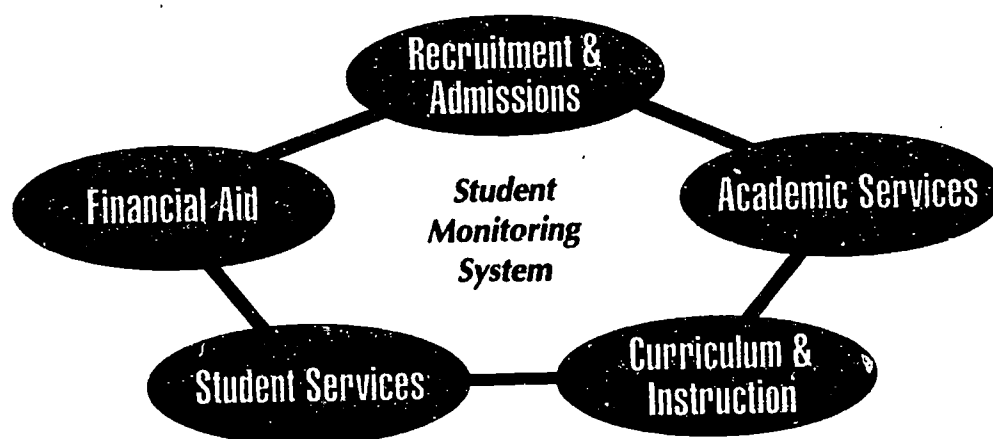 Recruitment &
Admissions
Financial Aid
Student
Monitoring
System
Academic Services
Student Services
Curriculum &
Instruction